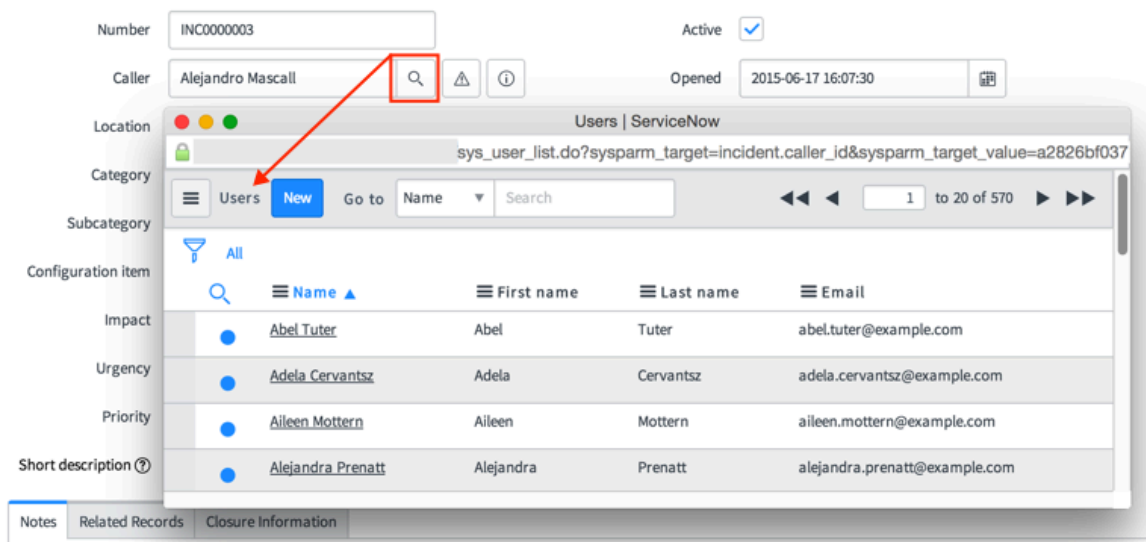 Number INC0000003 Active
Caller Alejandro Mascall Opened 2015-06-17 16:07:30
Location
Category
Subcategory
Configuration item
Impact
Urgency
Priority
Short description
Users | ServiceNow
sys_user_list.do?sysparm_target=incident.caller_id&sysparm_target_value=a2826bf037
Users New Go to Name Search 1 to 20 of 570
All
Name First name Last name Email
Abel Tuter Abel Tuter abel.tuter@example.com
Adela Cervantsz Adela Cervantsz adela.cervantsz@example.com
Aileen Mottern Aileen Mottern aileen.mottern@example.com
Alejandra Prenatt Alejandra Prenatt alejandra.prenatt@example.com
Notes Related Records Closure Information